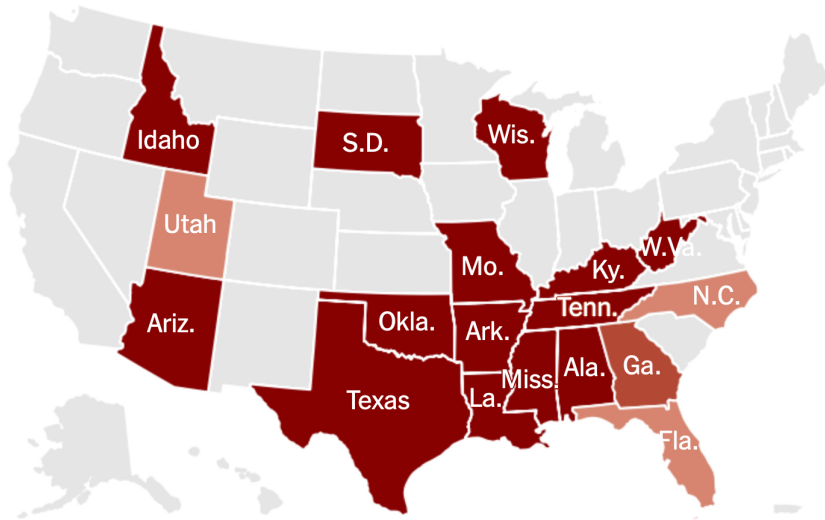 Idaho
S.D.
Wis.
Utah
Mo.
Ky.
W.Va.
Ariz.
Okla.
Ark.
Tenn.
N.C.
Texas
La.
Miss.
Ala.
Ga.
Fla.